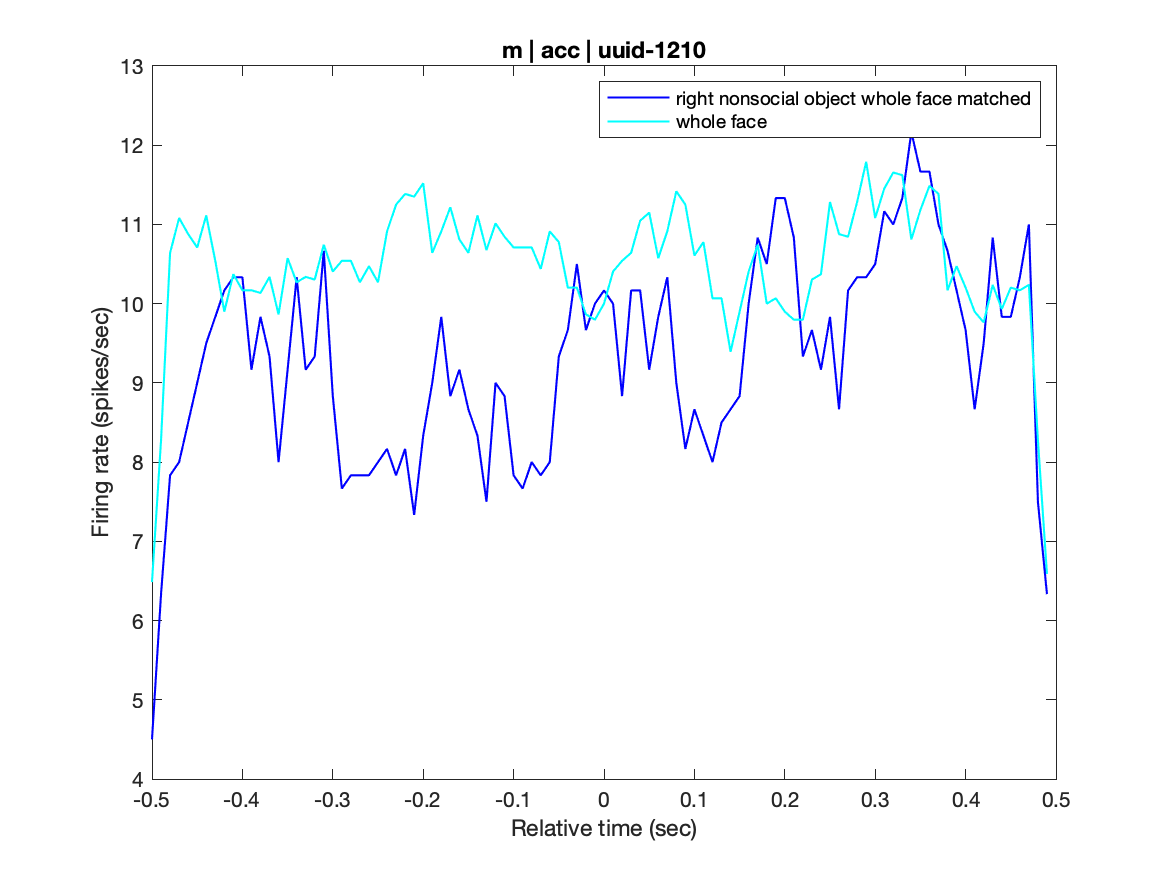 m | acc | uuid-1210
right nonsocial object whole face matched
whole face
13
12
11
10
9
8
7
6
5
4
Firing rate (spikes/sec)
-0.5 -0.4 -0.3 -0.2 -0.1 0 0.1 0.2 0.3 0.4 0.5
Relative time (sec)